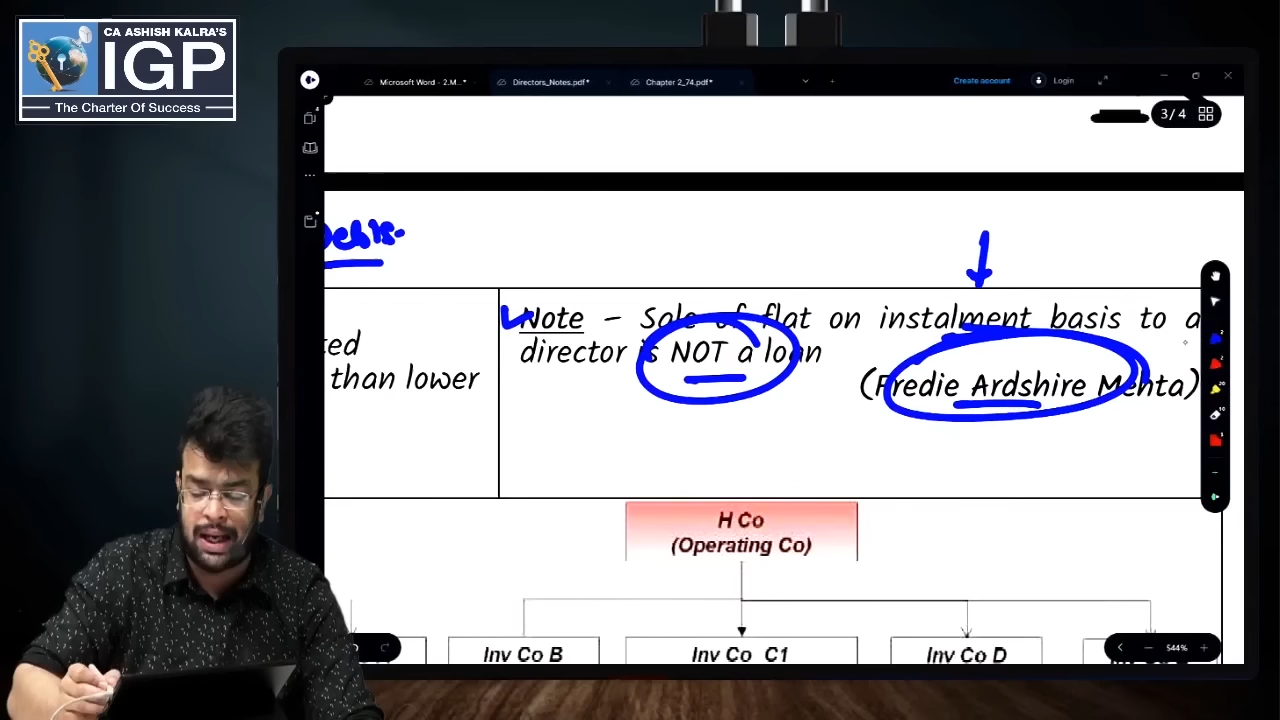 CA ASHISH KALRA'S
IGP
The Charter Of Success
Microsoft Word - 2.M...*
Directors_Notes.pdf*
Chapter 2_74.pdf*
Create account
Login
3/4
Debts.
Note – Sale of flat on instalment basis to a
director is NOT a loan
(Fredie Ardshire Mehta)
than lower
H Co
(Operating Co)
Inv Co B
Inv Co C1
Inv Co D
544%